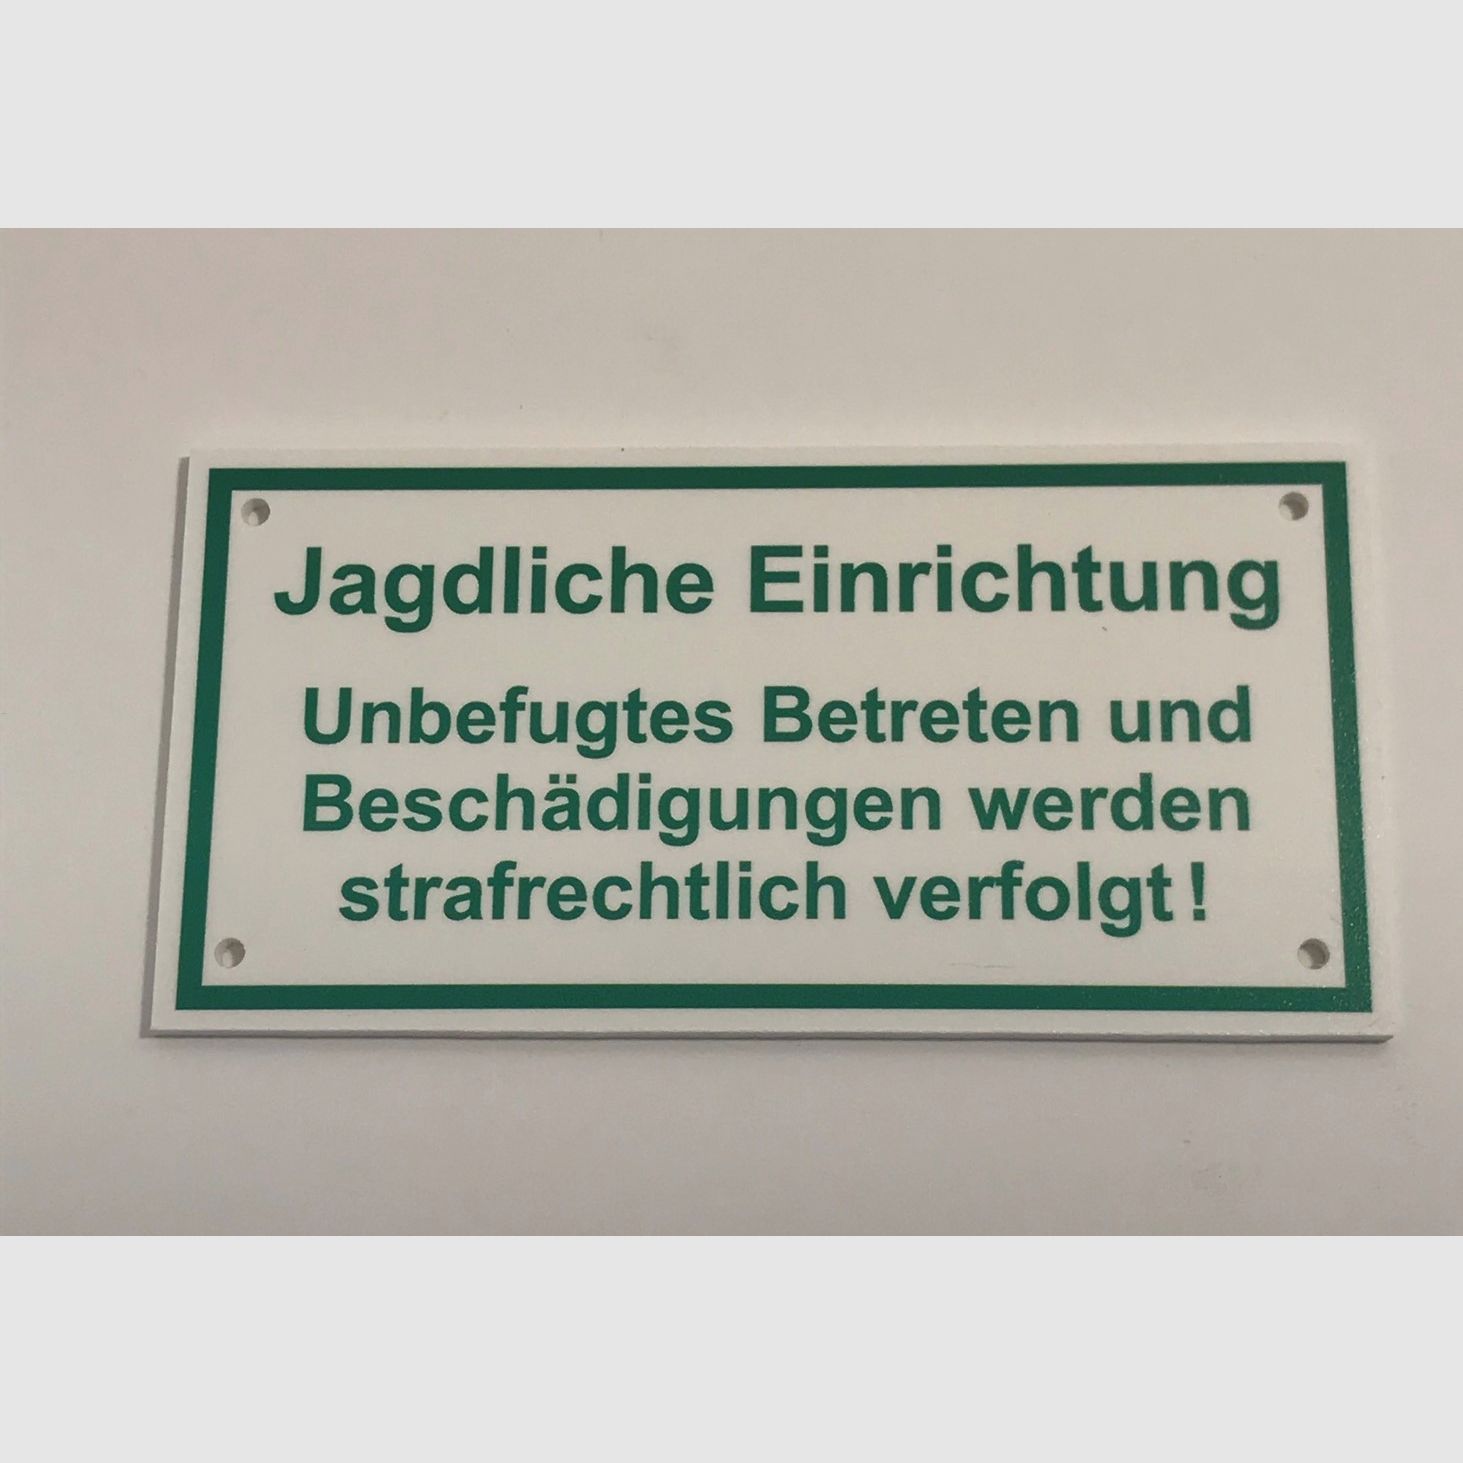 Jagdliche Einrichtung
Unbefugtes Betreten und
Beschädigungen werden
strafrechtlich verfolgt!